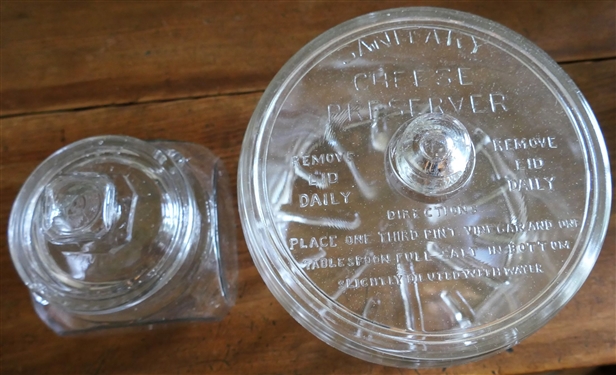 SANITARY
CHEESE
PRESERVER
REMOVE
LID
DAILY
REMOVE
LID
DAILY
DIRECTIONS
PLACE ONE THIRD PINT VINEGAR AND ONE
TABLESPOON FULL SALT IN BOTTOM
SLIGHTLY DILUTED WITH WATER